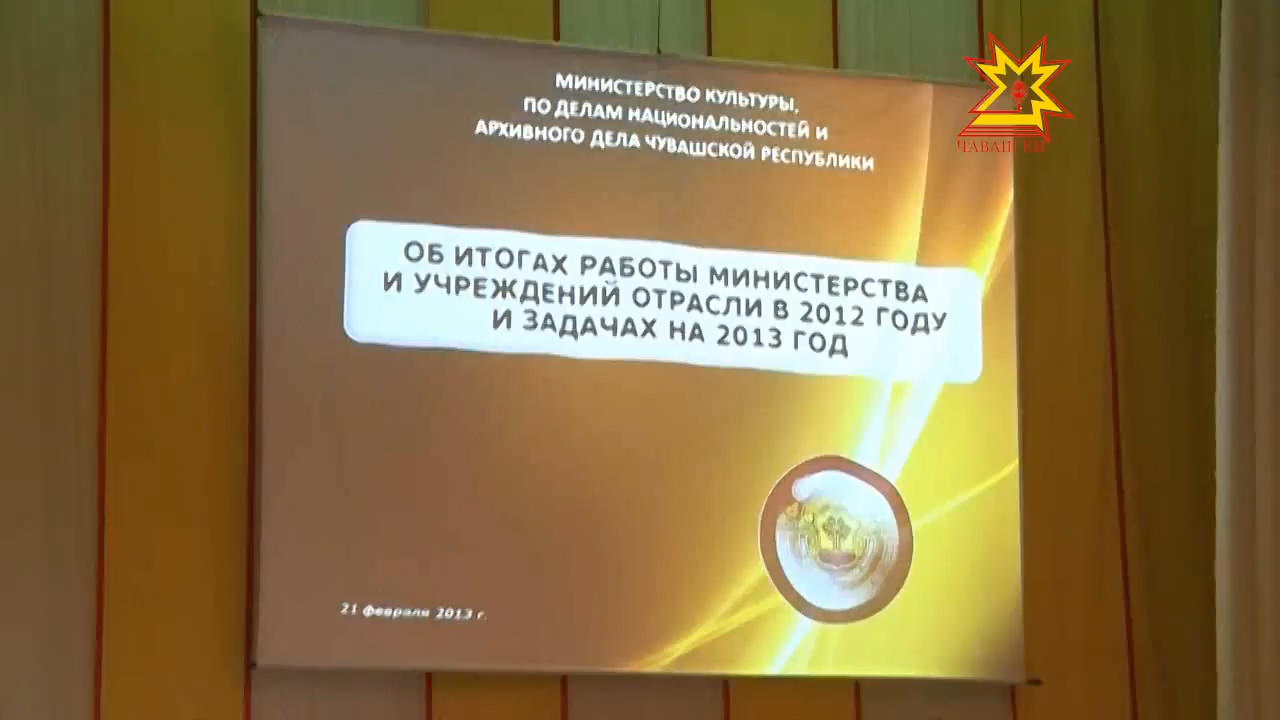 МИНИСТЕРСТВО КУЛЬТУРЫ,
ПО ДЕЛАМ НАЦИОНАЛЬНОСТЕЙ И
АРХИВНОГО ДЕЛА ЧУВАШСКОЙ РЕСПУБЛИКИ
ОБ ИТОГАХ РАБОТЫ МИНИСТЕРСТВА
И УЧРЕЖДЕНИЙ ОТРАСЛИ В 2012 ГОДУ
И ЗАДАЧАХ НА 2013 ГОД
21 февраля 2013 г.